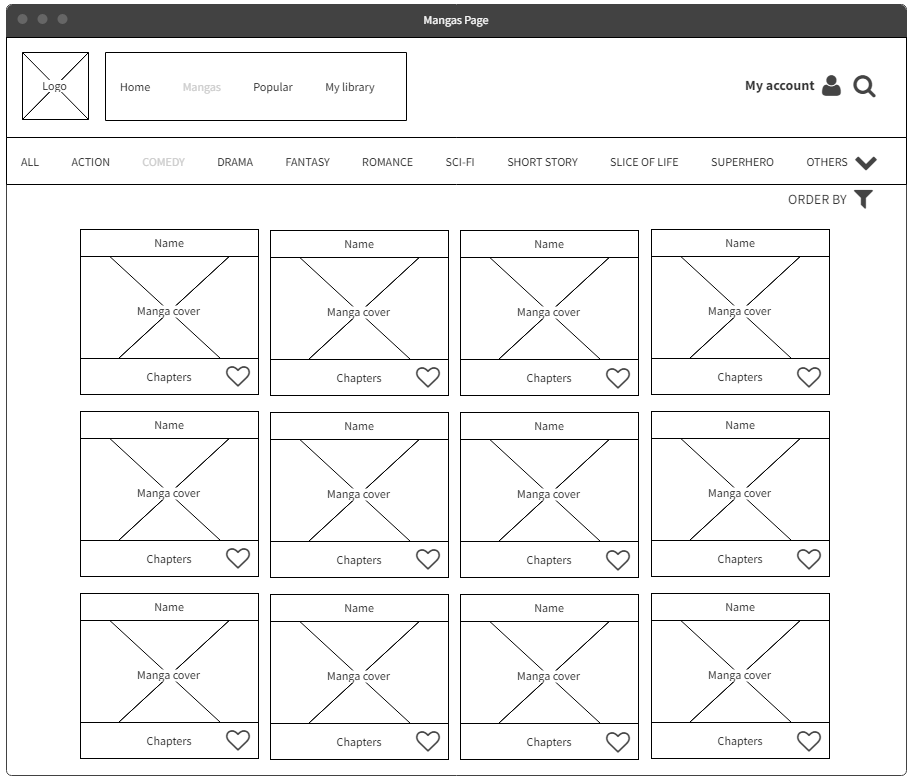 Mangas Page
Logo
Home Mangas Popular My library
My account
ALL ACTION COMEDY DRAMA FANTASY ROMANCE SCI-FI SHORT STORY SLICE OF LIFE SUPERHERO OTHERS
ORDER BY
Name Name Name Name
Manga cover Manga cover Manga cover Manga cover
Chapters Chapters Chapters Chapters
Name Name Name Name
Manga cover Manga cover Manga cover Manga cover
Chapters Chapters Chapters Chapters
Name Name Name Name
Manga cover Manga cover Manga cover Manga cover
Chapters Chapters Chapters Chapters